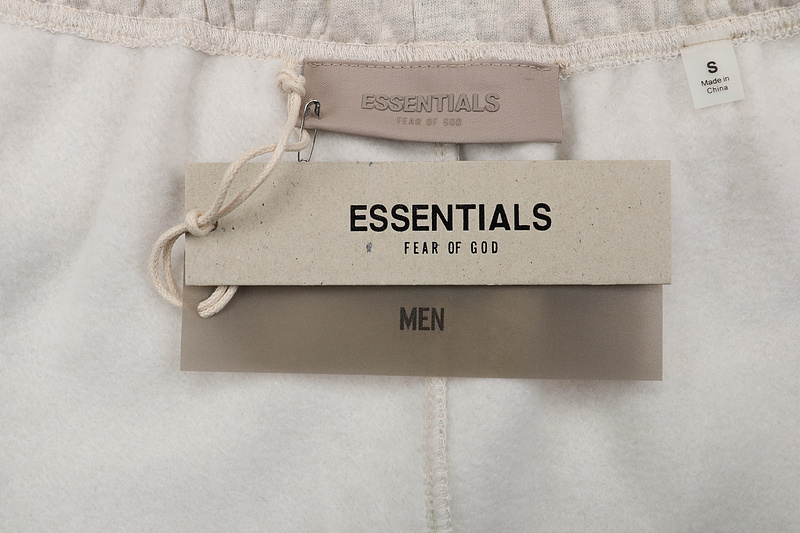 ESSENTIALS
FEAR OF GOD
S
Made in
China
ESSENTIALS
FEAR OF GOD
MEN